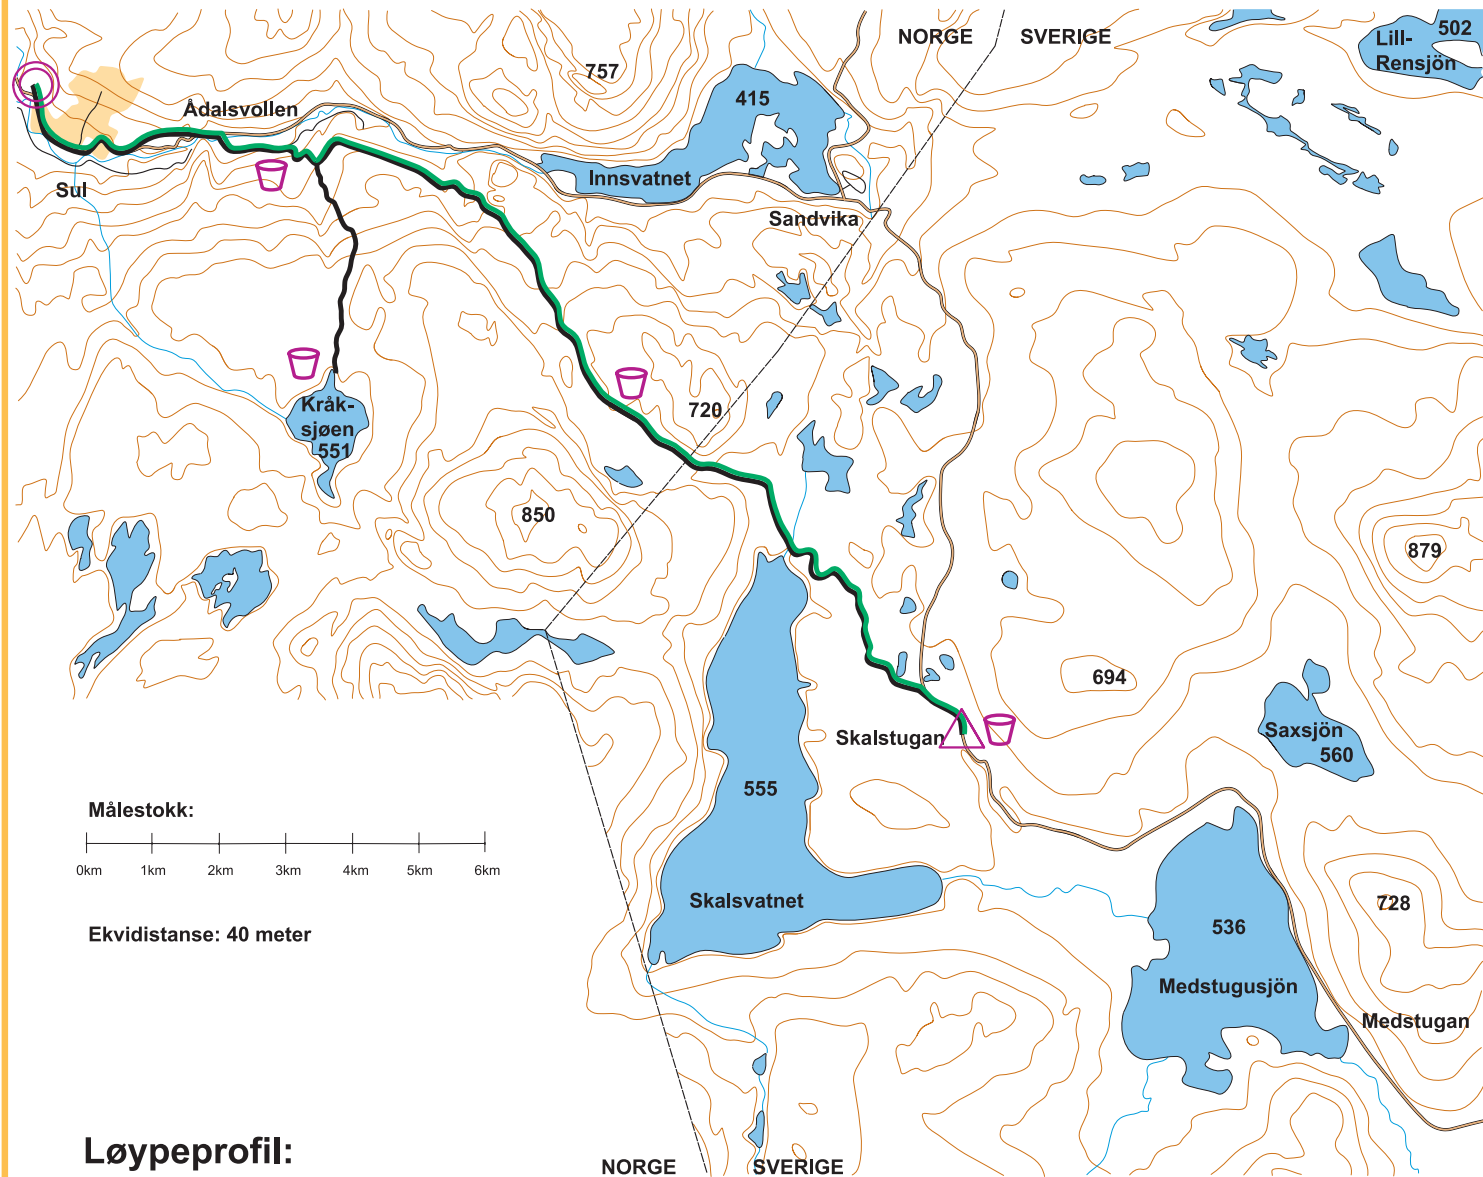 NORGE
SVERIGE
502
Lill-
Rensjön
757
415
Ådalsvollen
Innsvatnet
Sul
Sandvika
Kråk-
sjøen
551
720
850
879
694
Skalstugan
Saxsjön
560
555
Målestokk:
0km 1km 2km 3km 4km 5km 6km
Skalsvatnet
728
536
Ekvidistanse: 40 meter
Medstugusjön
Medstugan
Løypeprofil:
NORGE
SVERIGE